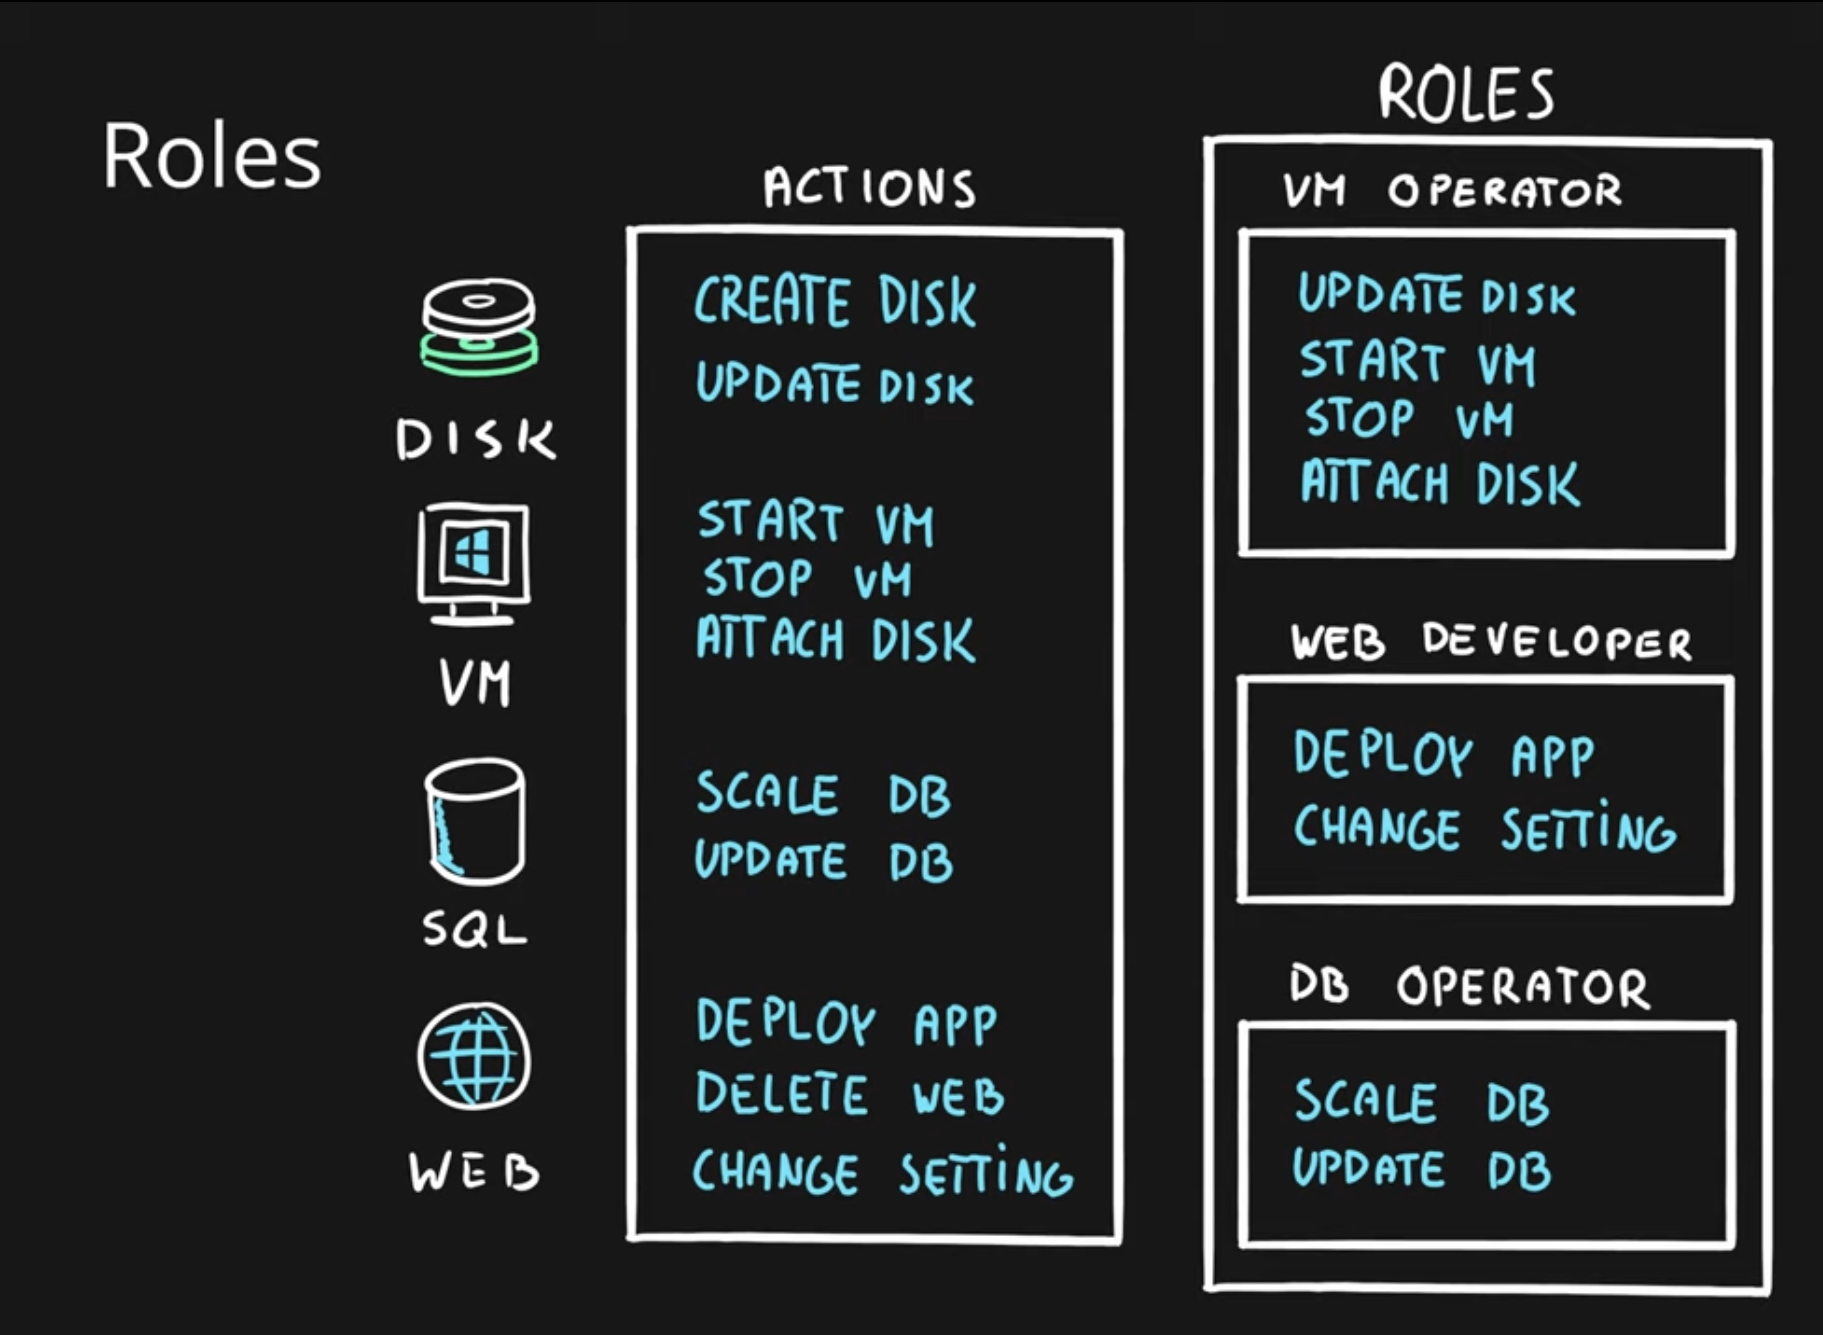 Roles
DISK
VM
SQL
WEB
ACTIONS
CREATE DISK
UPDATE DISK
START VM
STOP VM
ATTACH DISK
SCALE DB
UPDATE DB
DEPLOY APP
DELETE WEB
CHANGE SETTING
ROLES
VM OPERATOR
UPDATE DISK
START VM
STOP VM
ATTACH DISK
WEB DEVELOPER
DEPLOY APP
CHANGE SETTING
DB OPERATOR
SCALE DB
UPDATE DB